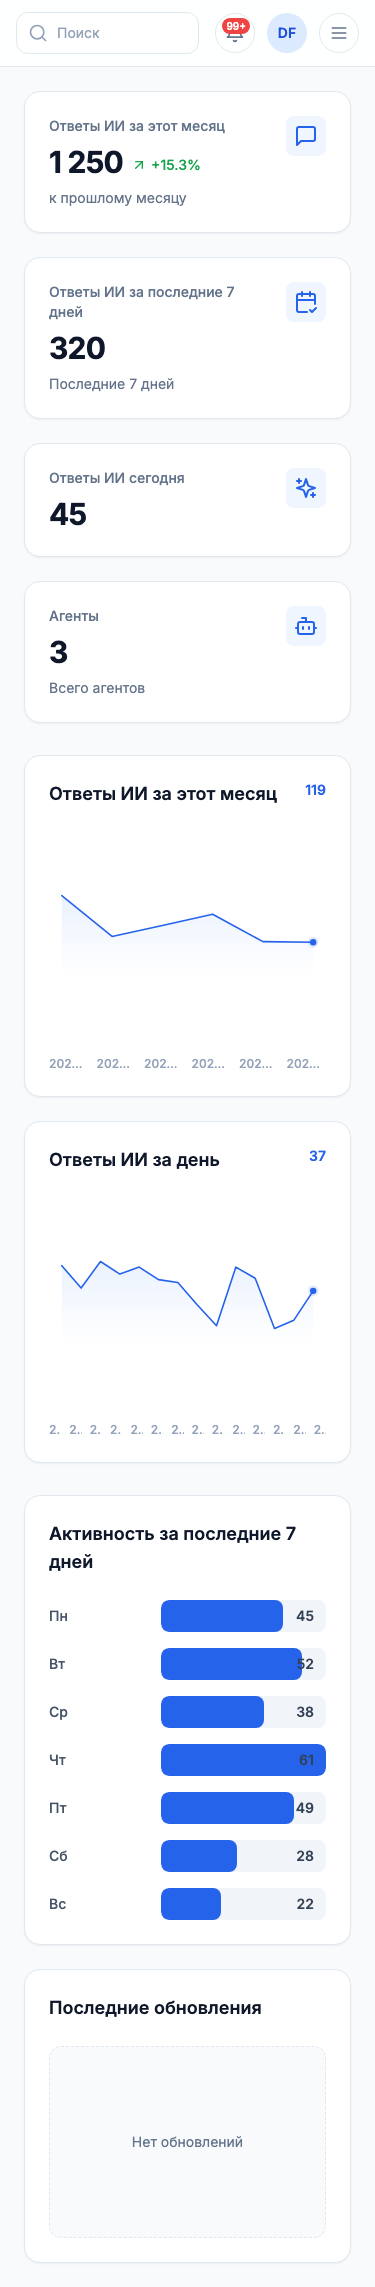 Поиск
99+
DF
Ответы ИИ за этот месяц
1 250
+15.3%
к прошлому месяцу
Ответы ИИ за последние 7
дней
320
Последние 7 дней
Ответы ИИ сегодня
45
Агенты
3
Всего агентов
Ответы ИИ за этот месяц
119
202... 202... 202... 202... 202... 202...
Ответы ИИ за день
37
2. 2.. 2. 2. 2.. 2. 2.. 2.. 2. 2.. 2.. 2. 2.. 2.
Активность за последние 7
дней
Пн 45
Вт 52
Ср 38
Чт 61
Пт 49
Сб 28
Вс 22
Последние обновления
Нет обновлений